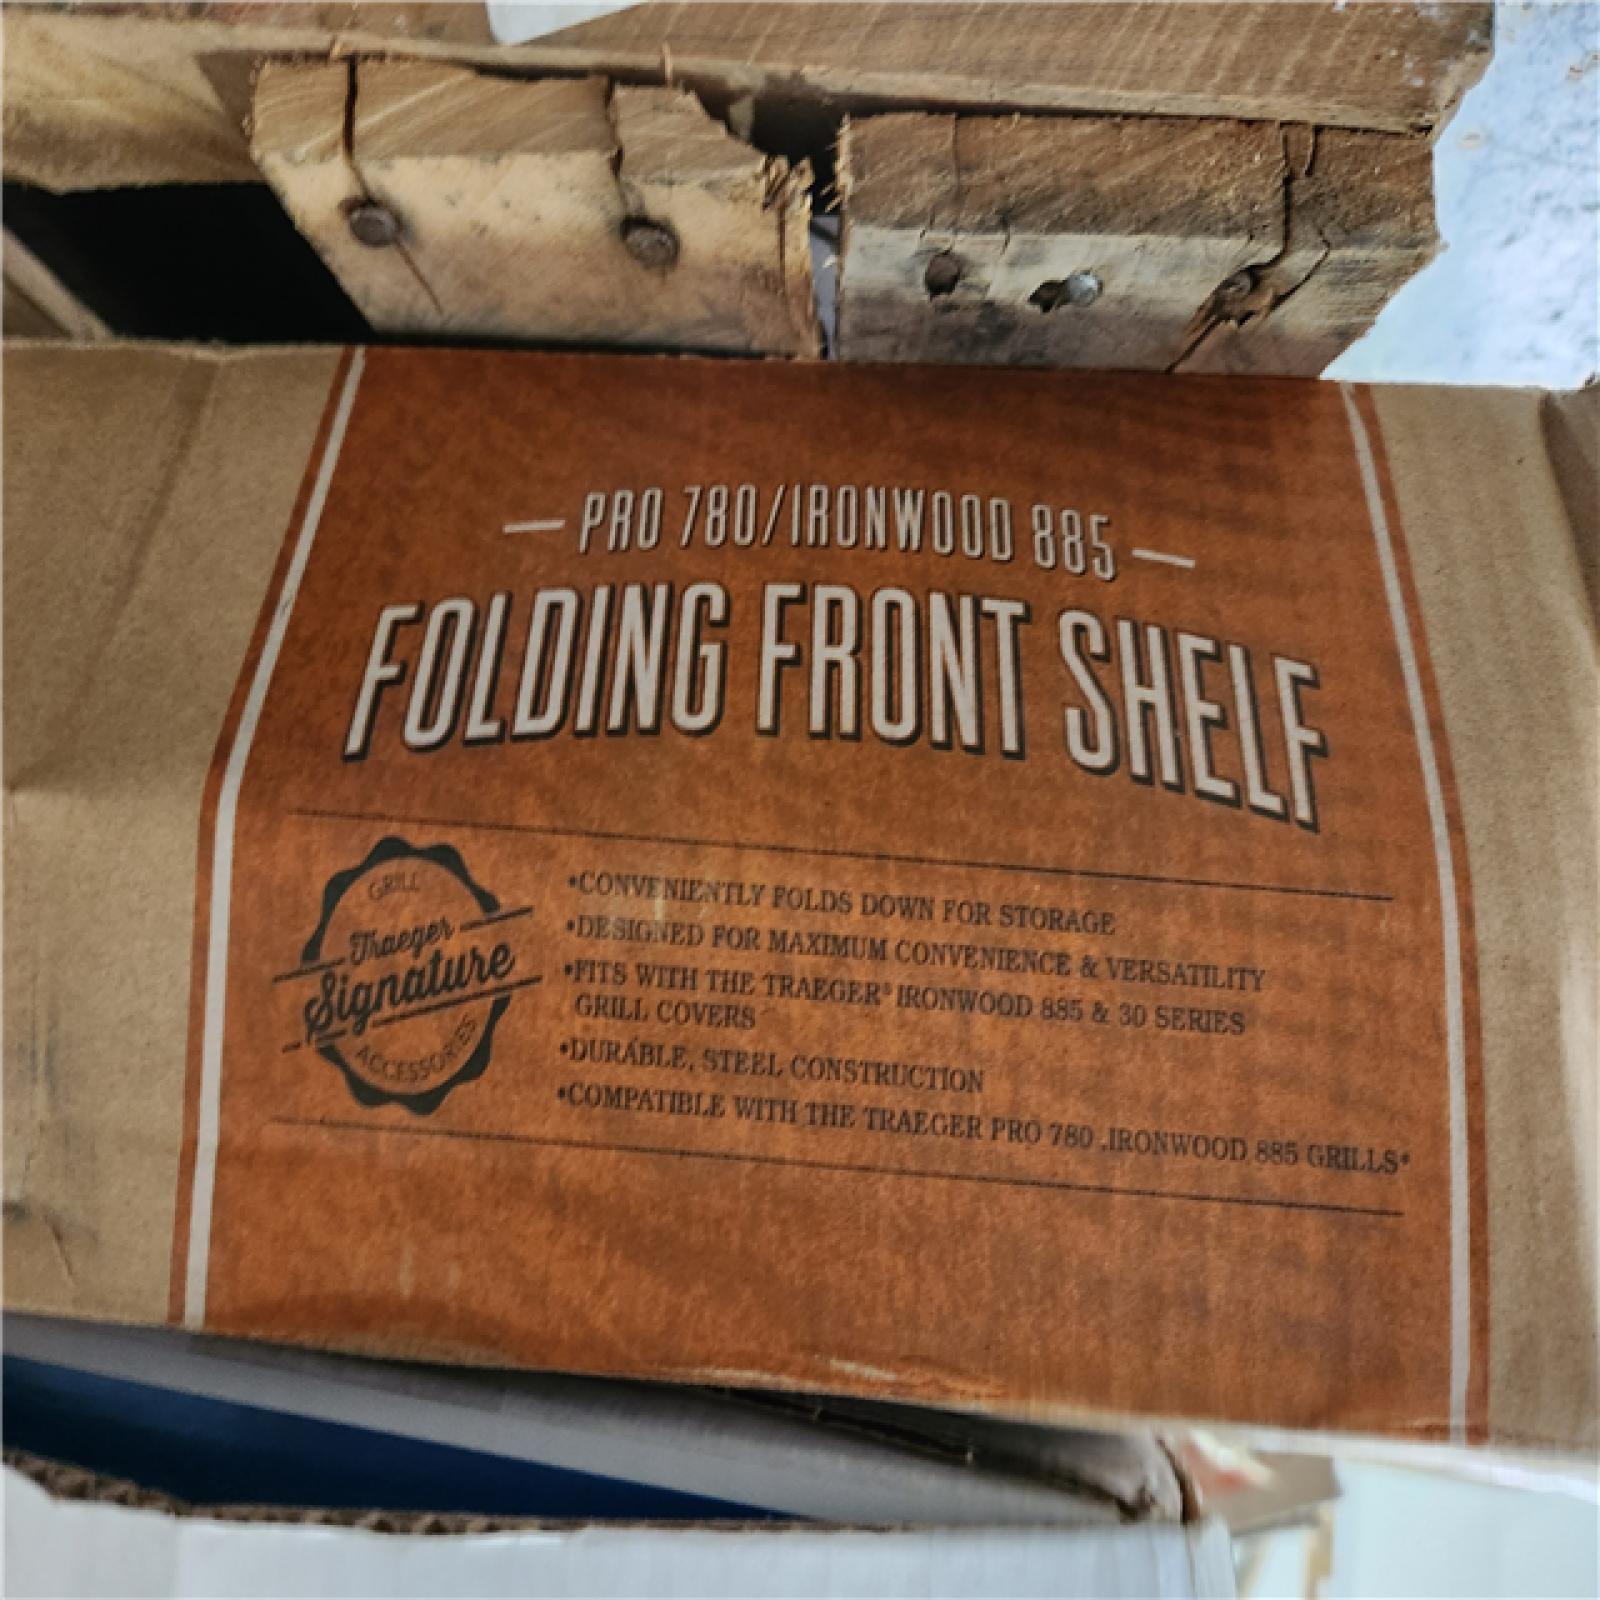 PRO 780/IRONWOOD 885
FOLDING FRONT SHELF
GRILL
Traeger
Signature
ACCESSORIES
•CONVENIENTLY FOLDS DOWN FOR STORAGE
•DESIGNED FOR MAXIMUM CONVENIENCE & VERSATILITY
•FITS WITH THE TRAEGER® IRONWOOD 885 & 30 SERIES
GRILL COVERS
•DURABLE, STEEL CONSTRUCTION
•COMPATIBLE WITH THE TRAEGER PRO 780 ,IRONWOOD 885 GRILLS•